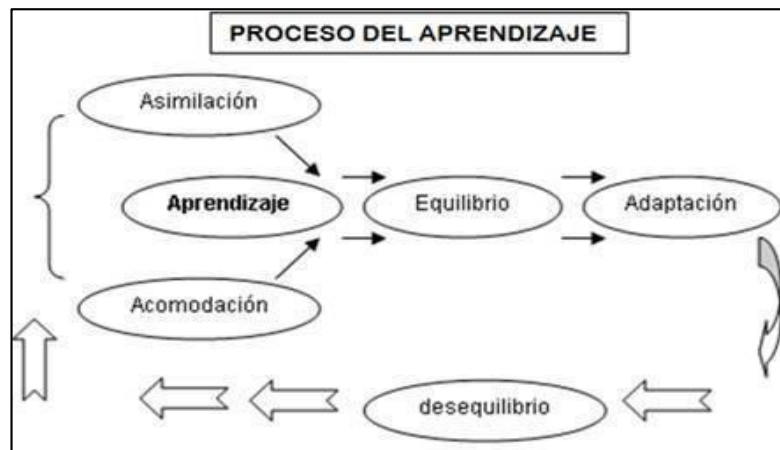 PROCESO DEL APRENDIZAJE
Asimilación
Aprendizaje
Equilibrio
Adaptación
Acomodación
desequilibrio